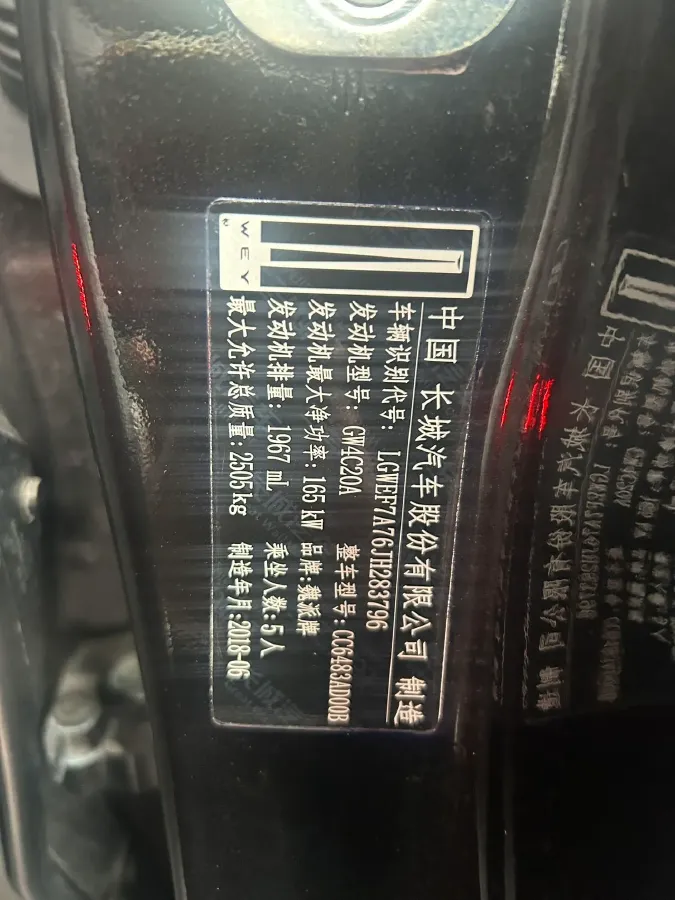 WEY
中国 长城汽车股份有限公司 制造
车辆识别代号: LGWEF7A76JH283796
发动机型号: GW4C20A 整车型号: CC6483AD00B
发动机最大净功率: 165 kW 品牌: 魏派牌
发动机排量: 1967 mL 乘坐人数: 5人
最大允许总质量: 2505 kg 制造年月: 2018-06